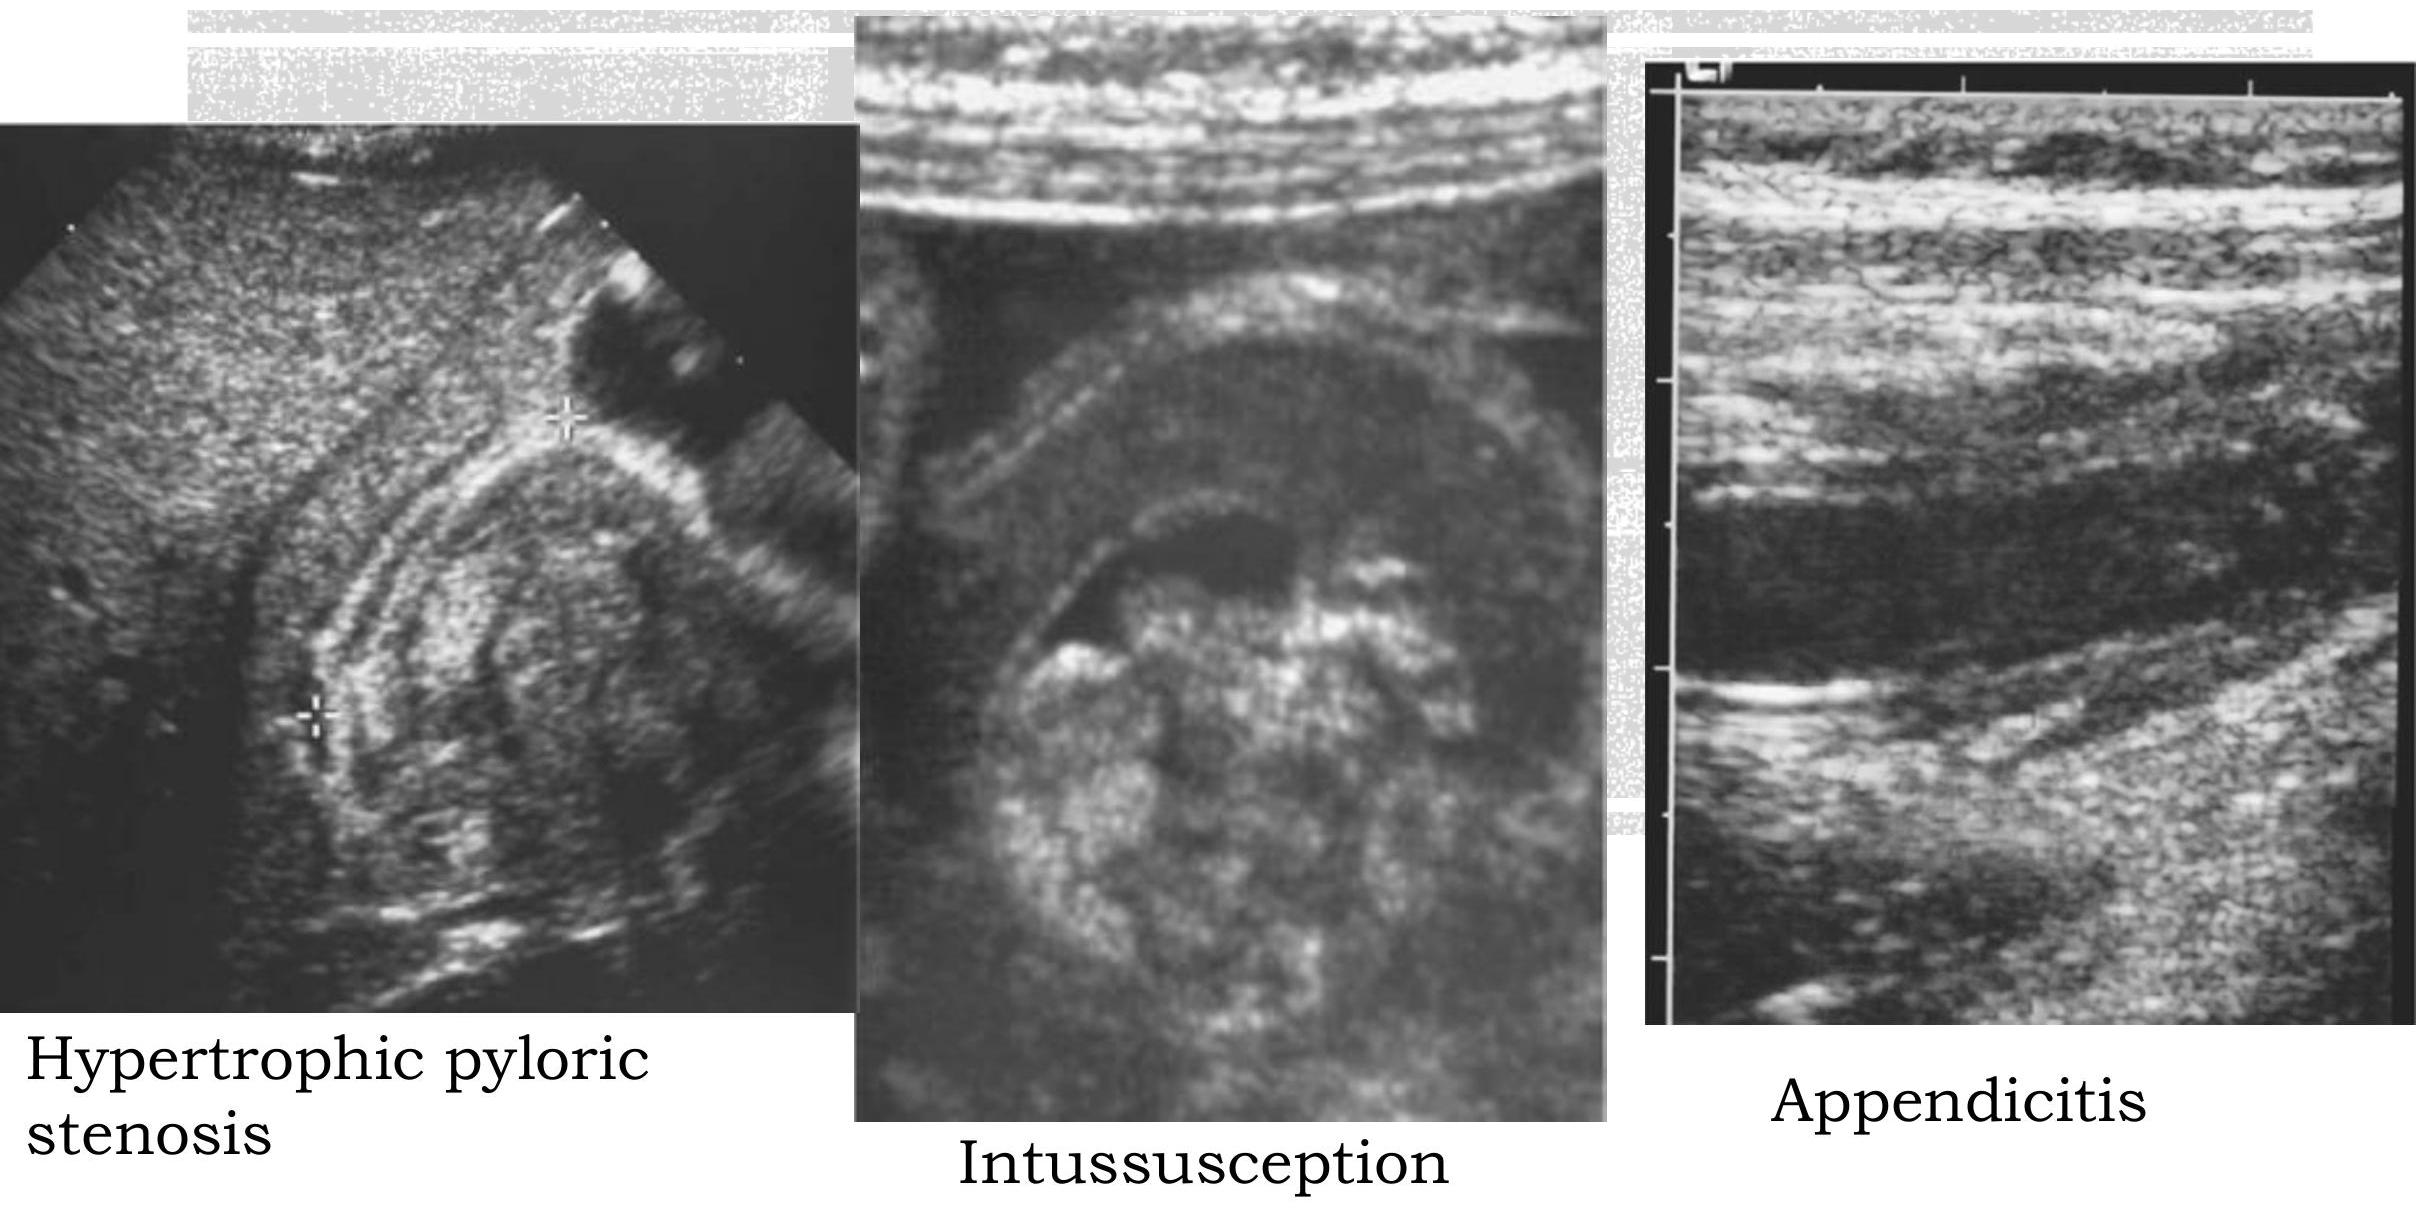 Hypertrophic pyloric
stenosis
Intussusception
Appendicitis